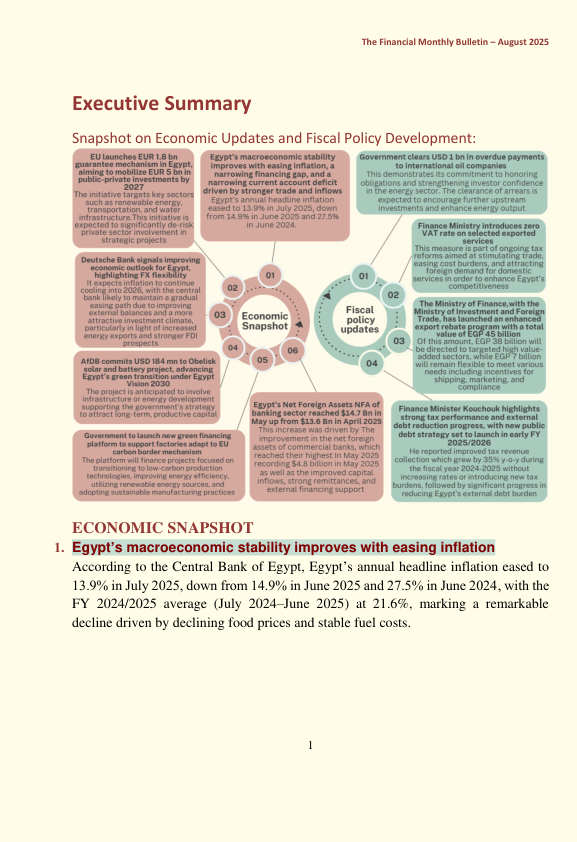 The Financial Monthly Bulletin – August 2025
Executive Summary
Snapshot on Economic Updates and Fiscal Policy Development:
EU launches EUR 1.8 bn
guarantee mechanism in Egypt,
aiming to mobilize EUR 5 bn in
public-private investments by
2027
The initiative targets key sectors
such as renewable energy,
transportation, and water
infrastructure.This initiative is
expected to significantly de-risk
private sector involvement in
strategic projects
Egypt's macroeconomic stability
improves with easing inflation, a
narrowing financing gap, and a
narrowing current account deficit
driven by stronger trade and inflows
Egypt's annual headline inflation
eased to 13.9% in July 2025, down
from 14.9% in June 2025 and 27.5%
in June 2024.
Government clears USD 1 bn in overdue payments
to international oil companies
This demonstrates its commitment to honoring
obligations and strengthening investor confidence
in the energy sector. The clearance of arrears is
expected to encourage further upstream
investments and enhance energy output
Finance Ministry introduces zero
VAT rate on selected exported
services
This measure is part of ongoing tax
reforms aimed at stimulating trade,
easing cost burdens, and attracting
foreign demand for domestic
services in order to enhance Egypt's
competitiveness
Deutsche Bank signals improving
economic outlook for Egypt,
highlighting FX flexibility
It expects inflation to continue
cooling into 2026, with the central
bank likely to maintain a gradual
easing path due to improving
external balances and a more
attractive investment climate,
particularly in light of increased
energy exports and stronger FDI
prospects
01
02
03
04
05
06
Economic
Snapshot
01
02
03
04
Fiscal
policy
updates
The Ministry of Finance,with the
Ministry of Investment and Foreign
Trade, has launched an enhanced
export rebate program with a total
value of EGP 45 billion
Of this amount, EGP 38 billion will
be directed to targeted high value-
added sectors, while EGP 7 billion
will remain flexible to meet various
needs including incentives for
shipping, marketing, and
compliance
AfDB commits USD 184 mn to Obelisk
solar and battery project, advancing
Egypt's green transition under Egypt
Vision 2030
The project is anticipated to involve
infrastructure or energy development
supporting the government's strategy
to attract long-term, productive capital
Government to launch new green financing
platform to support factories adapt to EU
carbon border mechanism
The platform will finance projects focused on
transitioning to low-carbon production
technologies, improving energy efficiency,
utilizing renewable energy sources, and
adopting sustainable manufacturing practices
Egypt's Net Foreign Assets NFA of
banking sector reached $14.7 Bn in
May up from $13.6 Bn in April 2025
This increase was driven by The
improvement in the net foreign
assets of commercial banks, which
reached their highest in May 2025
recording $4.8 billion in May 2025
as well as the improved capital
inflows, strong remittances, and
external financing support
Finance Minister Kouchouk highlights
strong tax performance and external
debt reduction progress, with new public
debt strategy set to launch in early FY
2025/2026
He reported improved tax revenue
collection which grew by 35% y-o-y during
the fiscal year 2024-2025 without
increasing rates or introducing new tax
burdens, followed by significant progress in
reducing Egypt's external debt burden
ECONOMIC SNAPSHOT
1. Egypt's macroeconomic stability improves with easing inflation
According to the Central Bank of Egypt, Egypt's annual headline inflation eased to
13.9% in July 2025, down from 14.9% in June 2025 and 27.5% in June 2024, with the
FY 2024/2025 average (July 2024–June 2025) at 21.6%, marking a remarkable
decline driven by declining food prices and stable fuel costs.
1